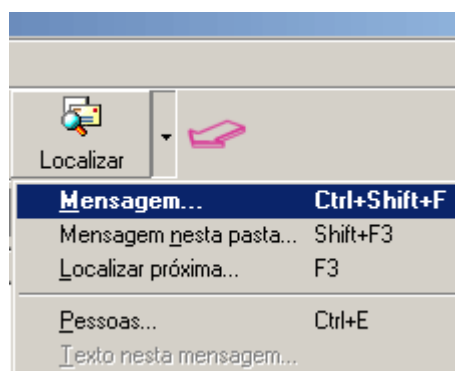 Localizar
Mensagem... Ctrl+Shift+F
Mensagem nesta pasta... Shift+F3
Localizar próxima... F3
Pessoas... Ctrl+E
Texto nesta mensagem...